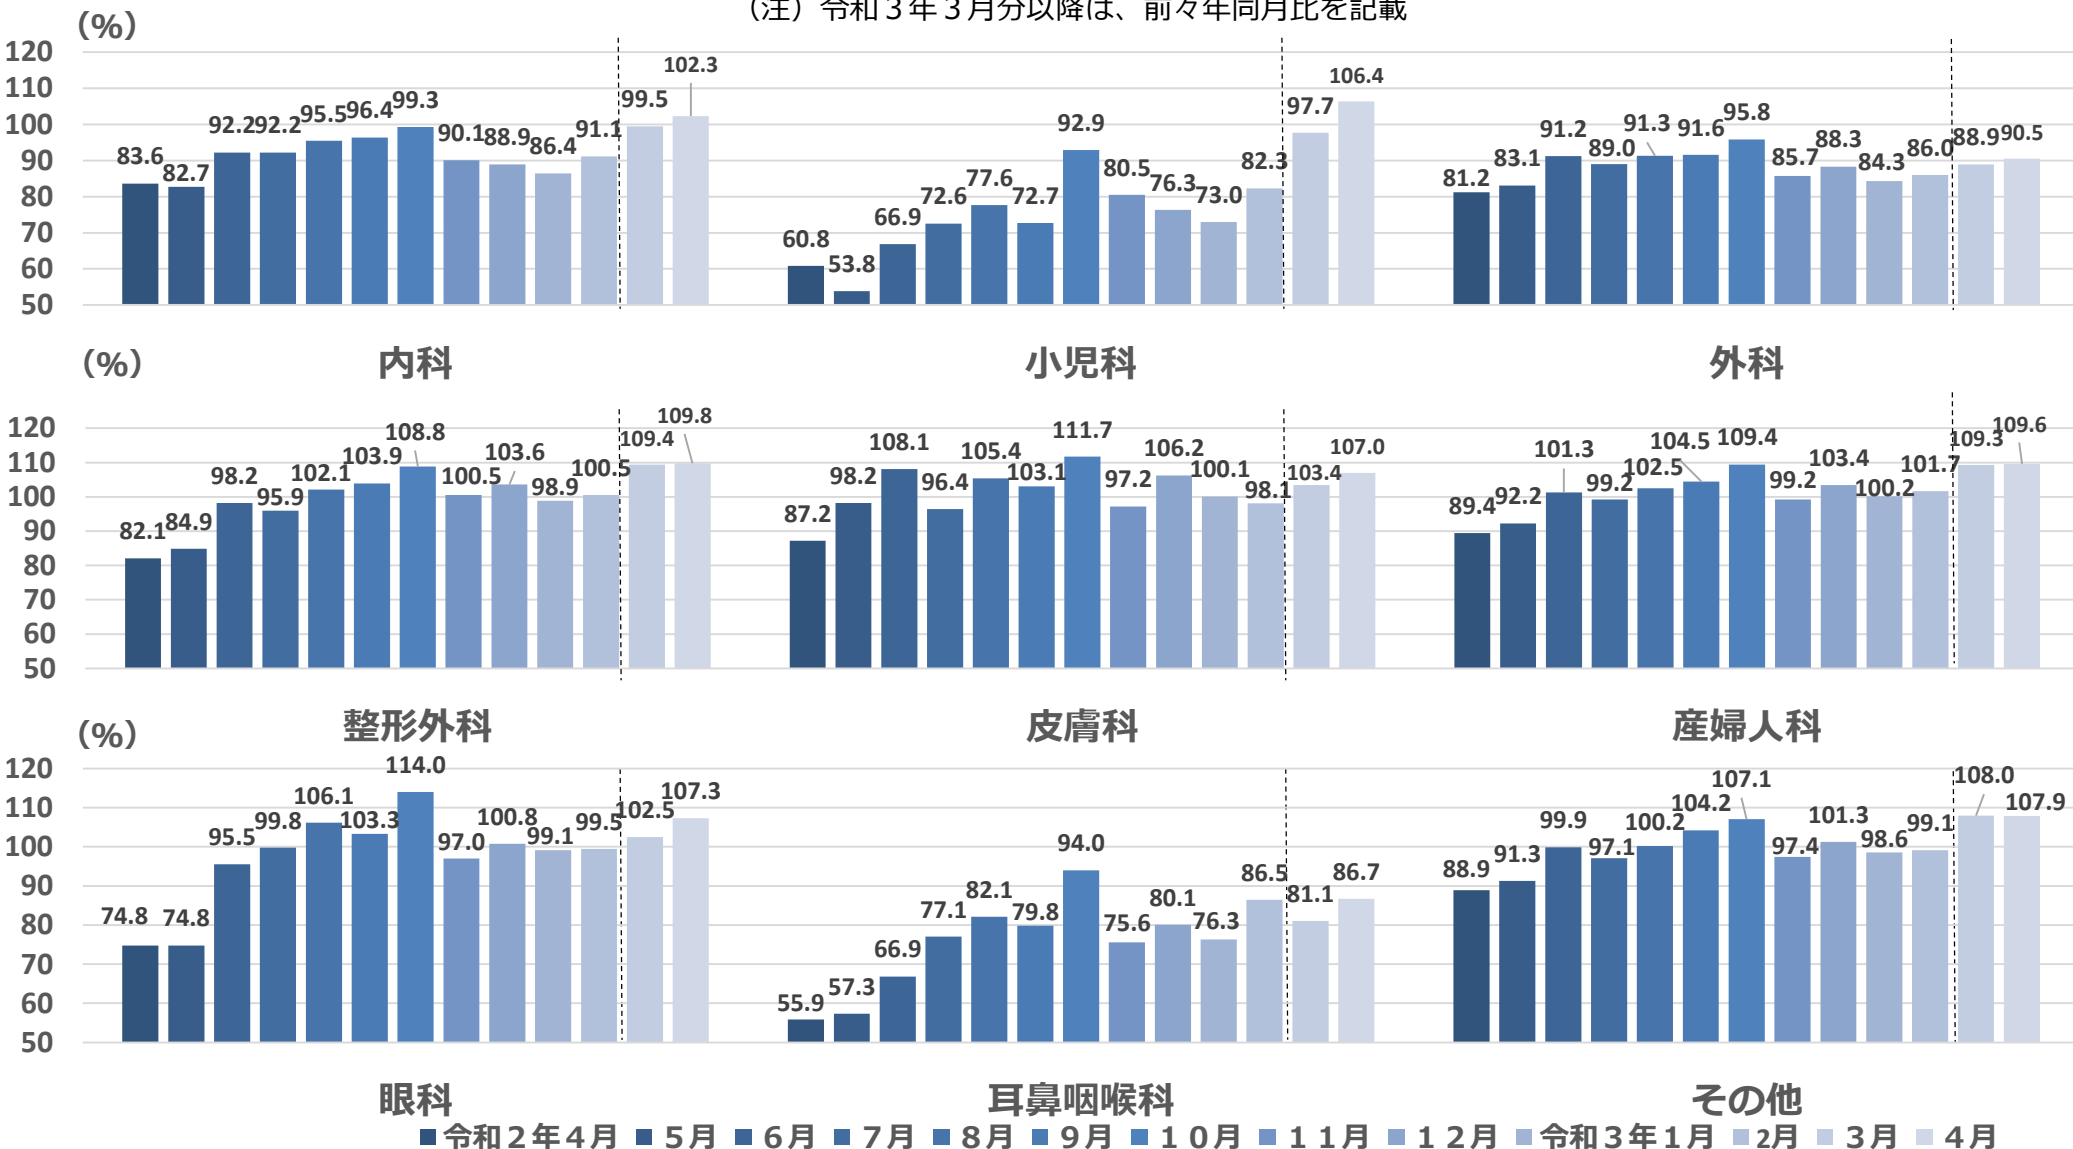 （注）令和３年３月分以降は、前々年同月比を記載
（%）
120
110
100
90
80
70
60
50
83.6 82.7 92.2 92.2 95.5 96.4 99.3 90.1 88.9 86.4 91.1 99.5 102.3
60.8 53.8 66.9 72.6 77.6 72.7 92.9 80.5 76.3 73.0 82.3 97.7 106.4
81.2 83.1 91.2 89.0 91.3 91.6 95.8 85.7 88.3 84.3 86.0 88.9 90.5
内科 小児科 外科
（%）
120
110
100
90
80
70
60
50
82.1 84.9 98.2 95.9 102.1 103.9 108.8 100.5 103.6 98.9 100.5 109.4 109.8
87.2 98.2 108.1 96.4 105.4 103.1 111.7 97.2 106.2 100.1 98.1 103.4 107.0
89.4 92.2 101.3 99.2 102.5 104.5 109.4 99.2 103.4 100.2 101.7 109.3 109.6
整形外科 皮膚科 産婦人科
（%）
120
110
100
90
80
70
60
50
74.8 74.8 95.5 99.8 106.1 103.3 114.0 97.0 100.8 99.1 99.5 102.5 107.3
55.9 57.3 66.9 77.1 82.1 79.8 94.0 75.6 80.1 76.3 86.5 81.1 86.7
88.9 91.3 99.9 97.1 100.2 104.2 107.1 97.4 101.3 98.6 99.1 108.0 107.9
眼科 耳鼻咽喉科 その他
令和２年４月 ５月 ６月 ７月 ８月 ９月 １０月 １１月 １２月 令和３年１月 2月 ３月 ４月